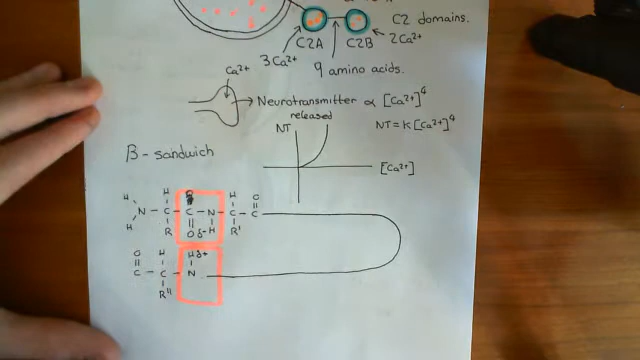 C2 domains.
C2A C2B
3Ca²⁺ 2Ca²⁺
9 amino acids.
Ca²⁺
Neurotransmitter α [Ca²⁺]⁴
released
NT NT=K[Ca²⁺]⁴
[Ca²⁺]
β-sandwich
H H H O
N - C - C - N - C - C
H R O δ- H R'
O H H δ+
C - C - N
R"